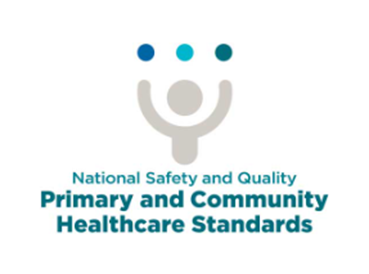 National Safety and Quality
Primary and Community
Healthcare Standards